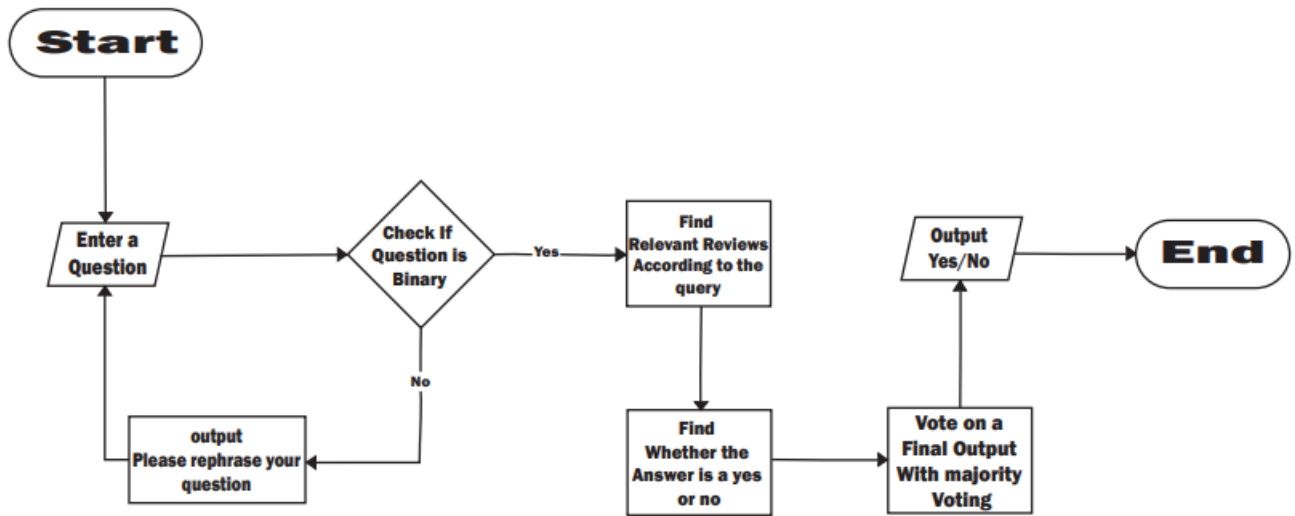 Start
Enter a
Question
Check If
Question is
Binary
Yes
No
output
Please rephrase your
question
Find
Relevant Reviews
According to the
query
Find
Whether the
Answer is a yes
or no
Vote on a
Final Output
With majority
Voting
Output
Yes/No
End